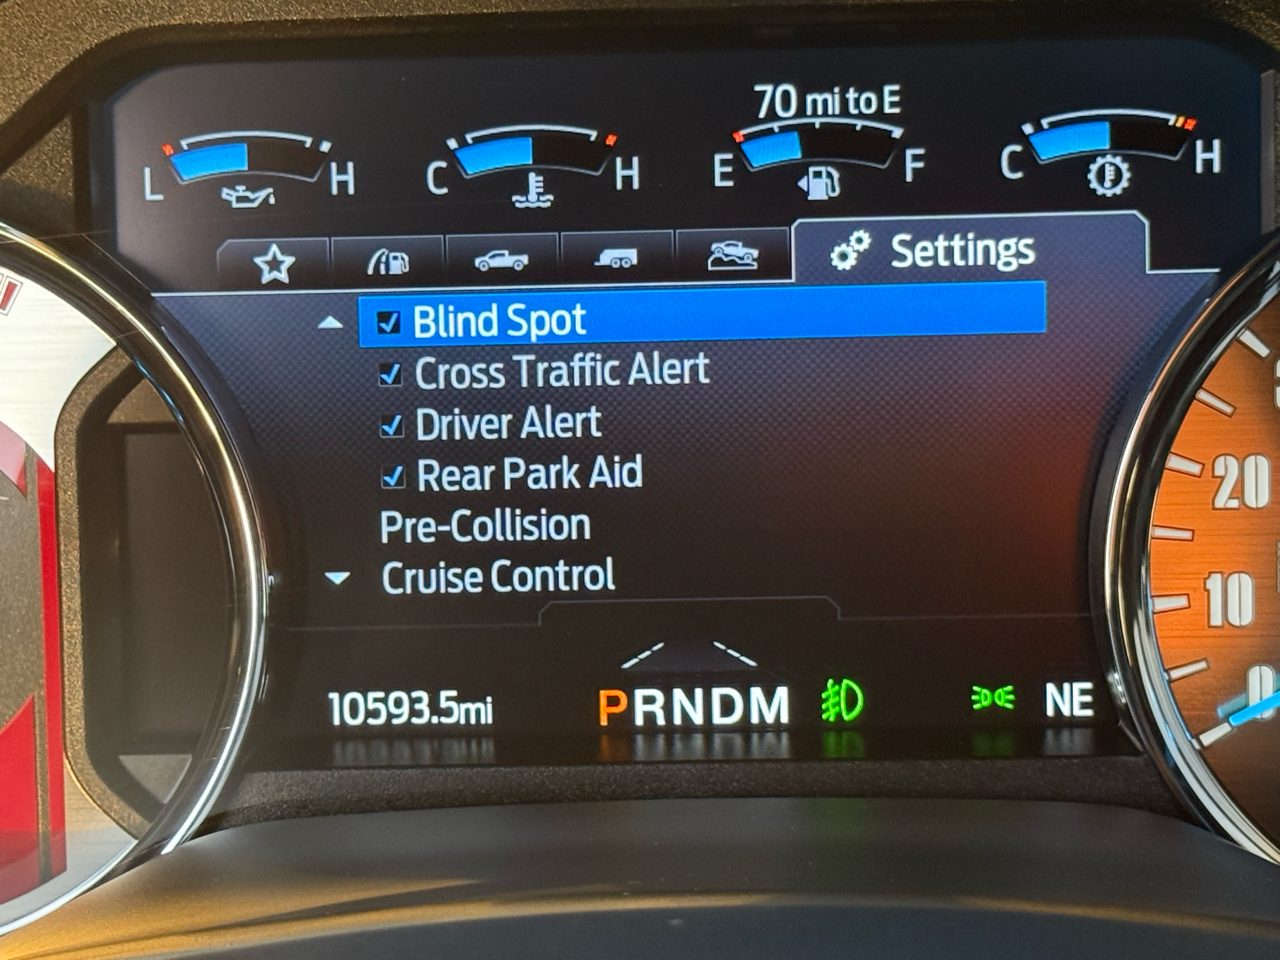 70 mi to E
L H
C H
E F
C H
Settings
Blind Spot
Cross Traffic Alert
Driver Alert
Rear Park Aid
Pre-Collision
Cruise Control
20
10
0
10593.5mi
PRNDM
NE